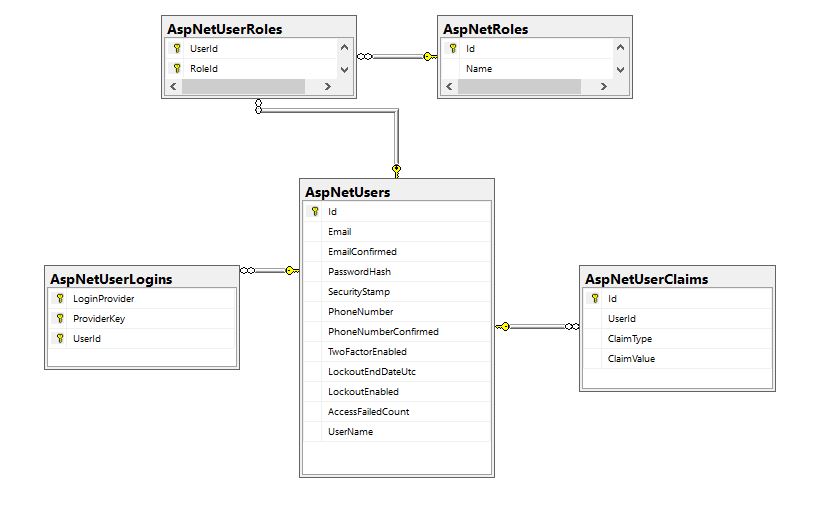 AspNetUserRoles
UserId
RoleId
AspNetRoles
Id
Name
AspNetUsers
Id
Email
EmailConfirmed
PasswordHash
SecurityStamp
PhoneNumber
PhoneNumberConfirmed
TwoFactorEnabled
LockoutEndDateUtc
LockoutEnabled
AccessFailedCount
UserName
AspNetUserLogins
LoginProvider
ProviderKey
UserId
AspNetUserClaims
Id
UserId
ClaimType
ClaimValue